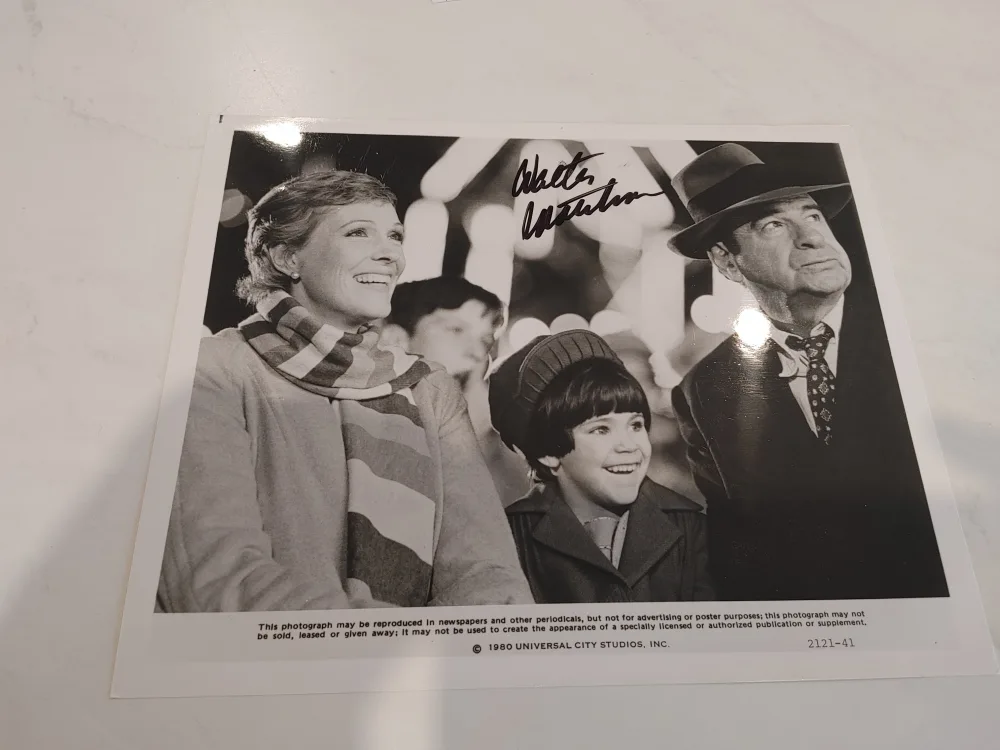 Walter
Matthau
This photograph may be reproduced in newspapers and other periodicals, but not for advertising or poster purposes; this photograph may not
be sold, leased or given away; it may not be used to create the appearance of a specially licensed or authorized publication or supplement.
© 1980 UNIVERSAL CITY STUDIOS, INC.
2121-41